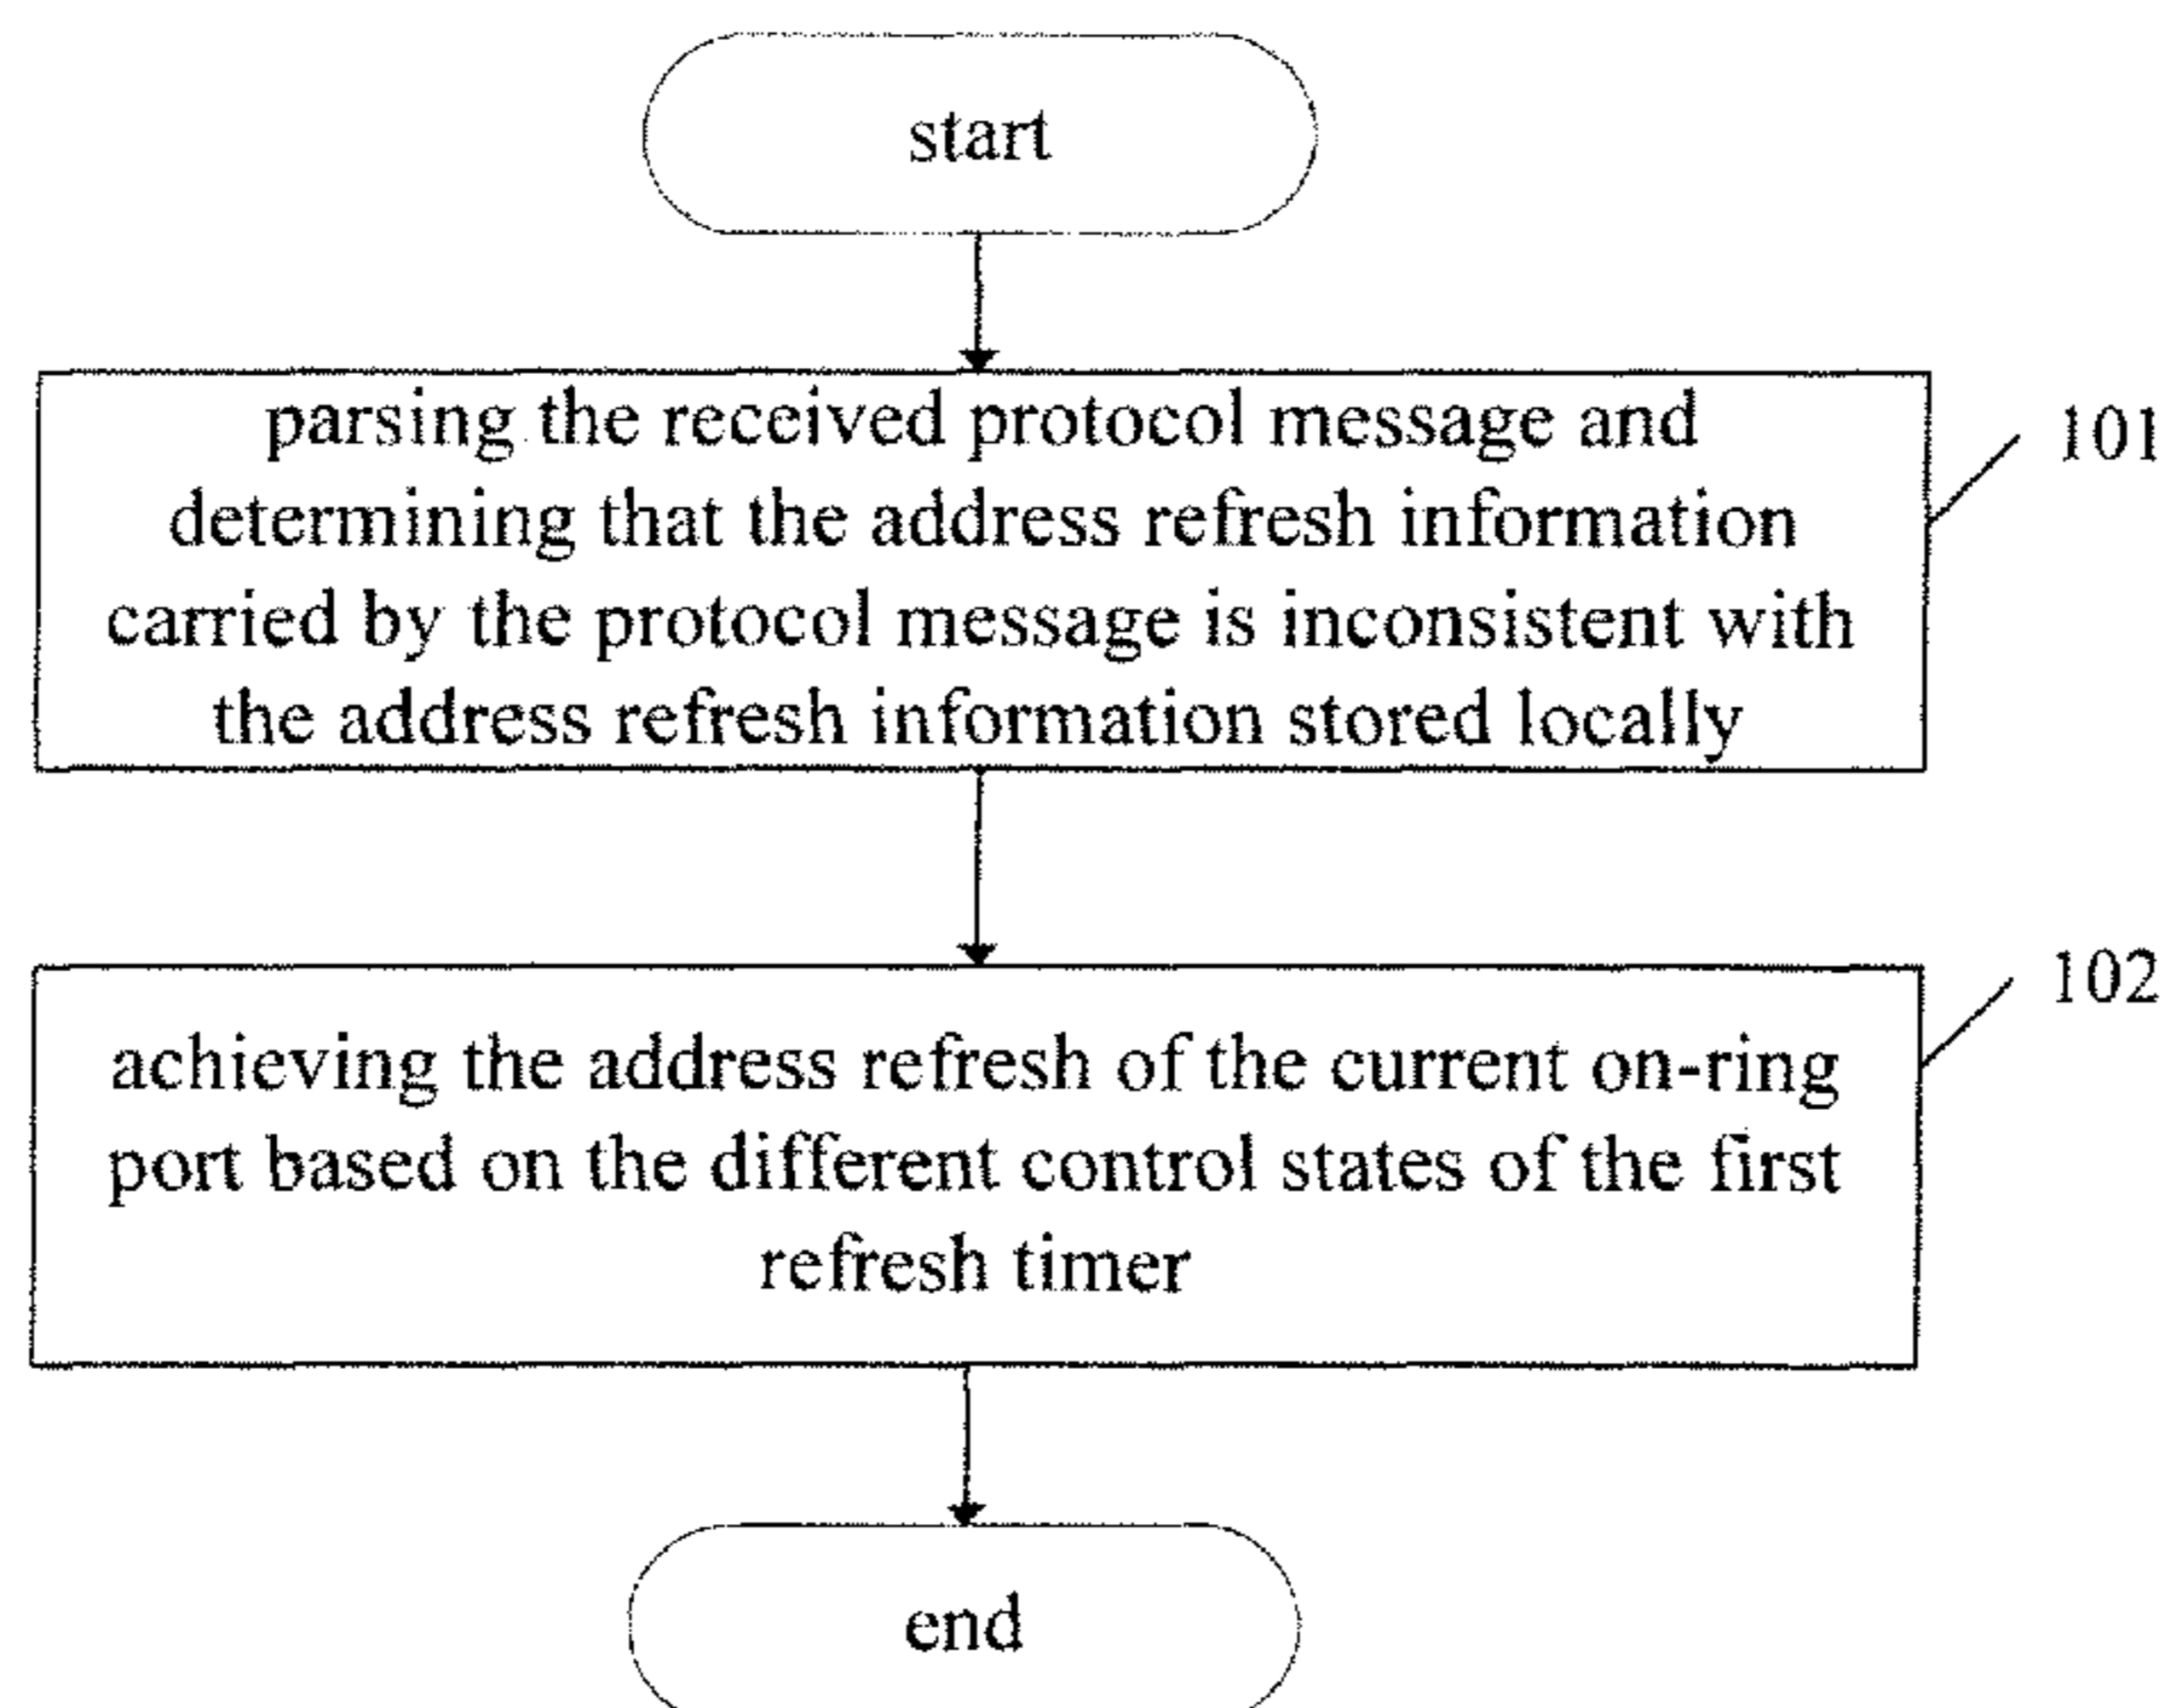 start
parsing the received protocol message and
determining that the address refresh information
carried by the protocol message is inconsistent with
the address refresh information stored locally
101
achieving the address refresh of the current on-ring
port based on the different control states of the first
refresh timer
102
end